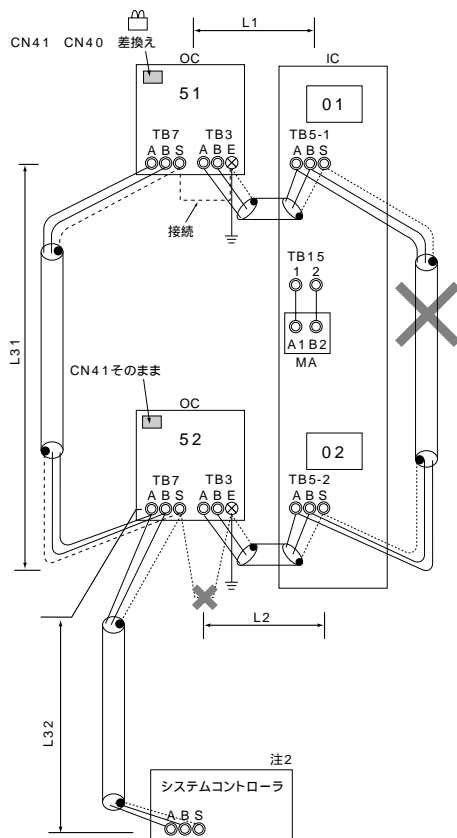 CN41 CN40 差換え
L1
OC
IC
51
01
TB7
TB3
TB5-1
A B S
A B E
A B S
接続
TB15
1 2
A1 B2
MA
L31
CN41そのまま
OC
52
02
TB7
TB3
TB5-2
A B S
A B E
A B S
L2
L32
注2
システムコントローラ
A B S